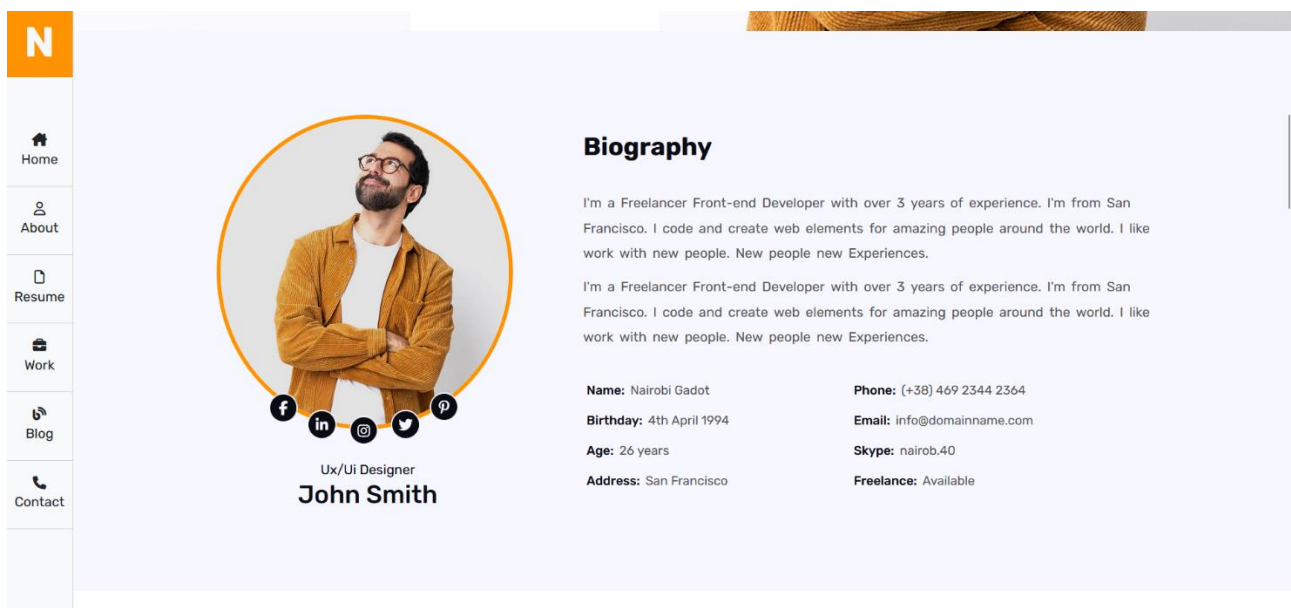 N
Home
About
Resume
Work
Blog
Contact
Ux/Ui Designer
John Smith
Biography
I'm a Freelancer Front-end Developer with over 3 years of experience. I'm from San
Francisco. I code and create web elements for amazing people around the world. I like
work with new people. New people new Experiences.
I'm a Freelancer Front-end Developer with over 3 years of experience. I'm from San
Francisco. I code and create web elements for amazing people around the world. I like
work with new people. New people new Experiences.
Name: Nairobi Gadot
Birthday: 4th April 1994
Age: 26 years
Address: San Francisco
Phone: (+38) 469 2344 2364
Email: info@domainname.com
Skype: nairob.40
Freelance: Available